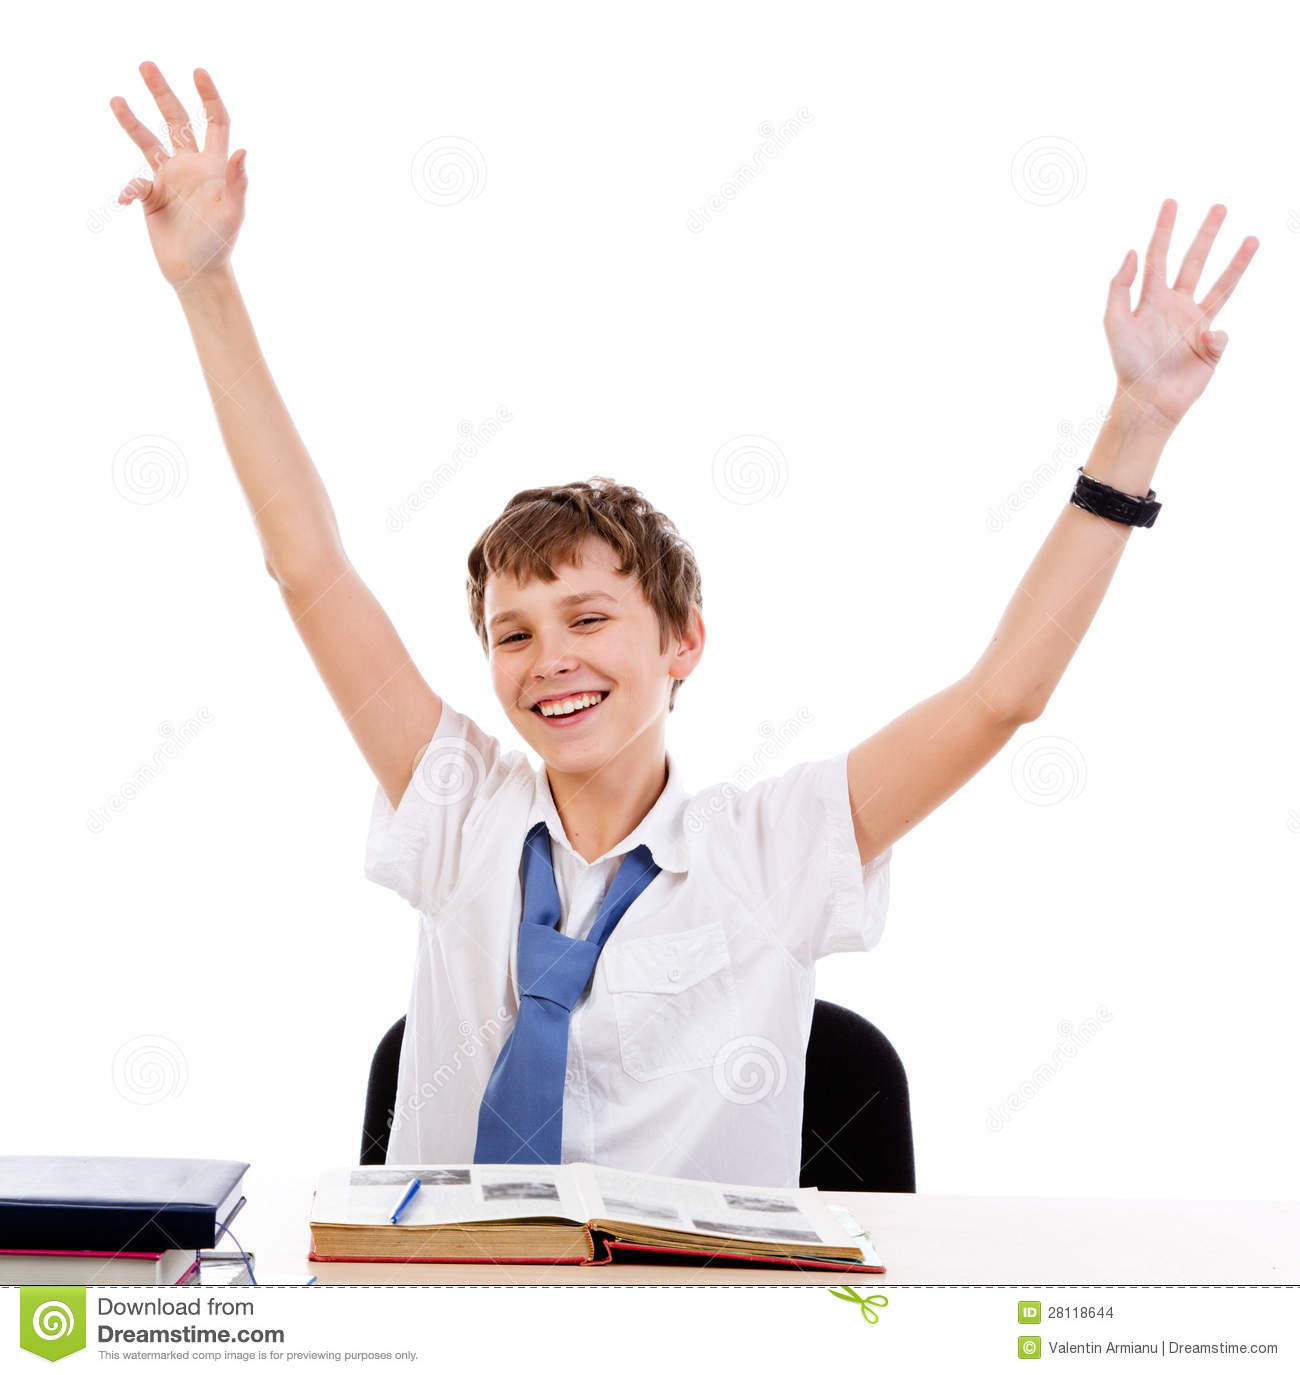 dreamstime
Download from
Dreamstime.com
This watermarked comp image is for previewing purposes only.
ID 28118644
© Valentin Armianu | Dreamstime.com